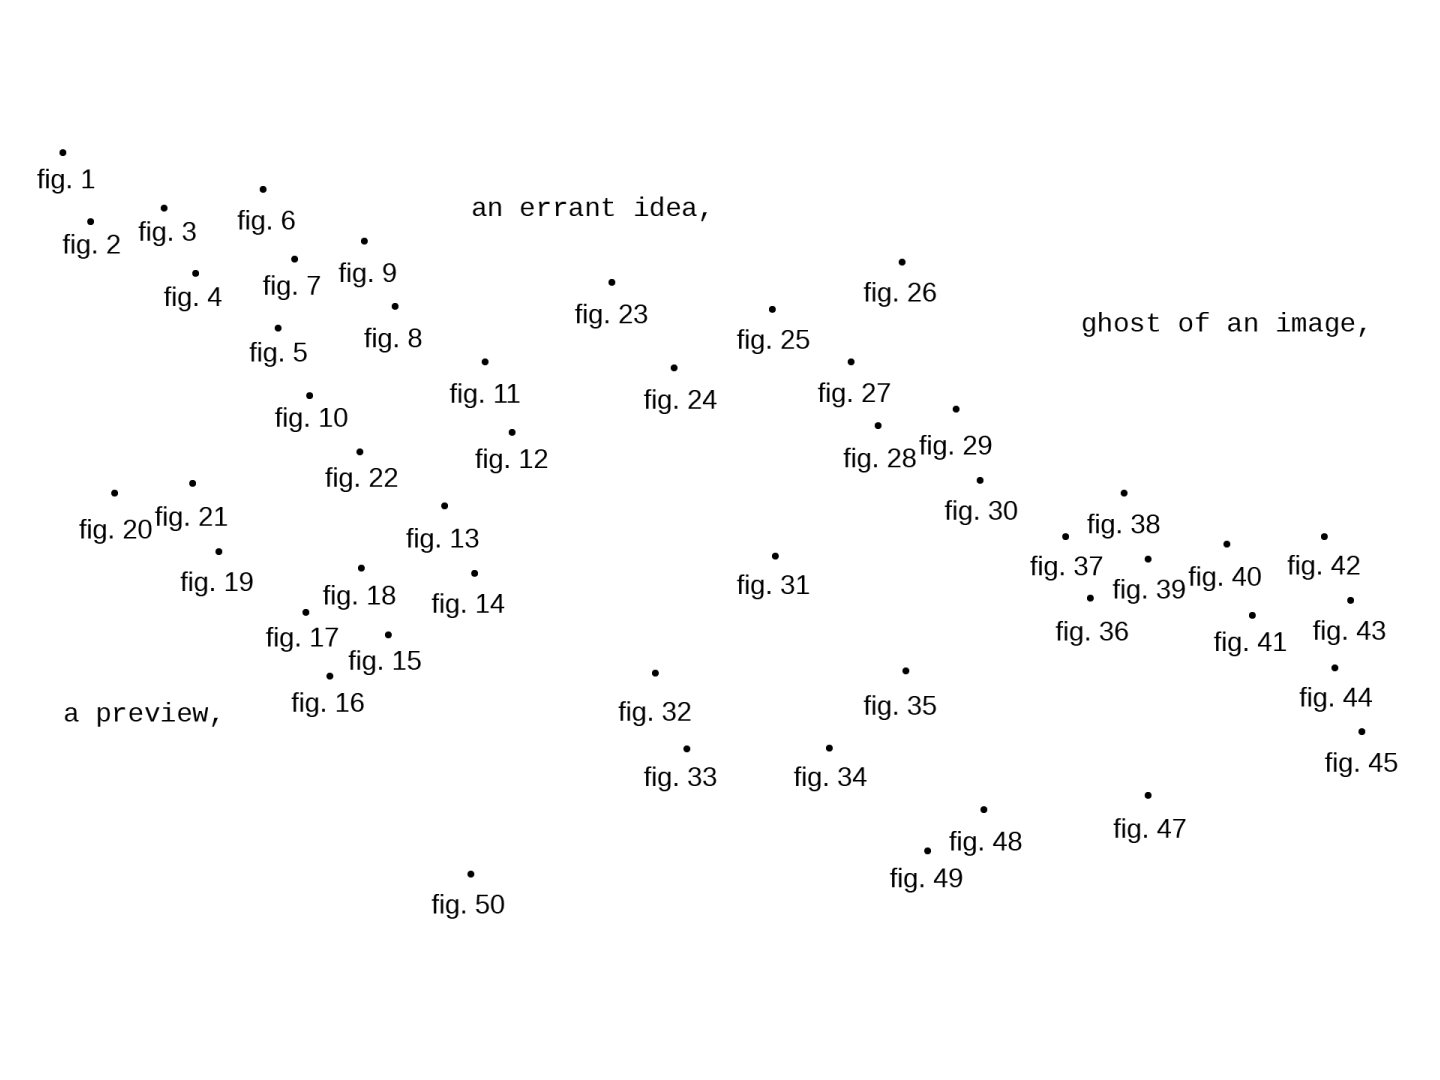 fig. 1
an errant idea,
fig. 6
fig. 3
fig. 2
fig. 9
fig. 7
fig. 4
fig. 26
fig. 23
ghost of an image,
fig. 8
fig. 25
fig. 5
fig. 11
fig. 27
fig. 24
fig. 10
fig. 29
fig. 12
fig. 28
fig. 22
fig. 30
fig. 21
fig. 38
fig. 20
fig. 13
fig. 37
fig. 42
fig. 40
fig. 19
fig. 31
fig. 39
fig. 18
fig. 14
fig. 43
fig. 36
fig. 17
fig. 41
fig. 15
fig. 44
fig. 16
fig. 35
fig. 32
a preview,
fig. 45
fig. 33
fig. 34
fig. 47
fig. 48
fig. 49
fig. 50